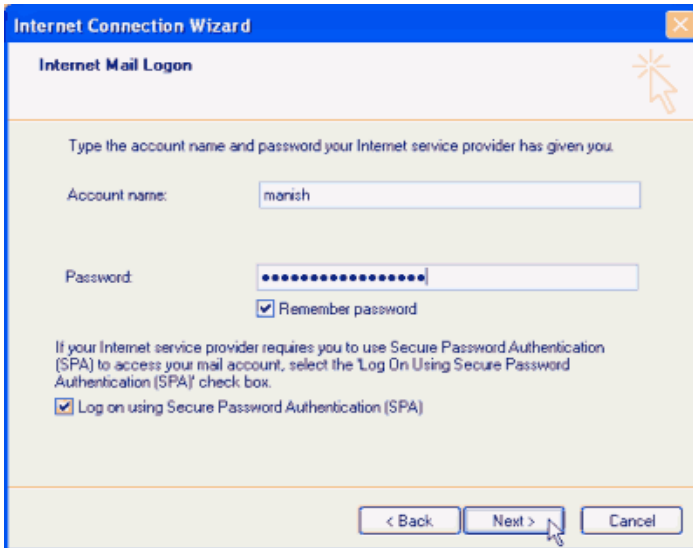 Internet Connection Wizard
Internet Mail Logon
Type the account name and password your Internet service provider has given you.
Account name: manish
Password: •••••••••••••••••
Remember password
If your Internet service provider requires you to use Secure Password Authentication
(SPA) to access your mail account, select the 'Log On Using Secure Password
Authentication (SPA)' check box.
Log on using Secure Password Authentication (SPA)
< Back Next > Cancel